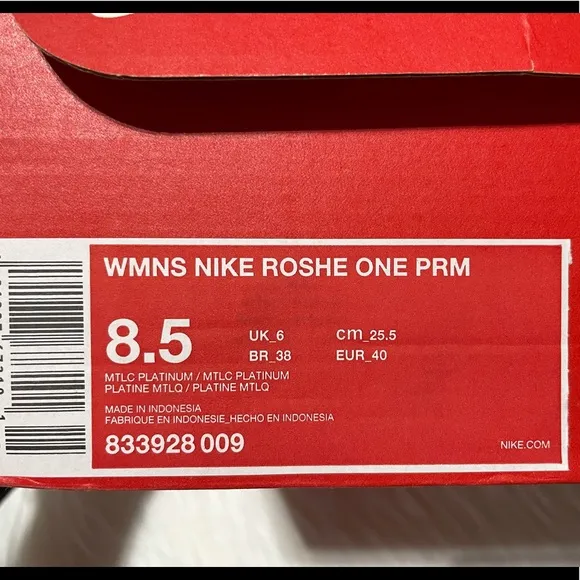 WMNS NIKE ROSHE ONE PRM
8.5 UK_6 cm_25.5
BR_38 EUR_40
MTLC PLATINUM / MTLC PLATINUM
PLATINE MTLQ / PLATINE MTLQ
MADE IN INDONESIA
FABRIQUE EN INDONESIE_HECHO EN INDONESIA
833928 009
NIKE.COM